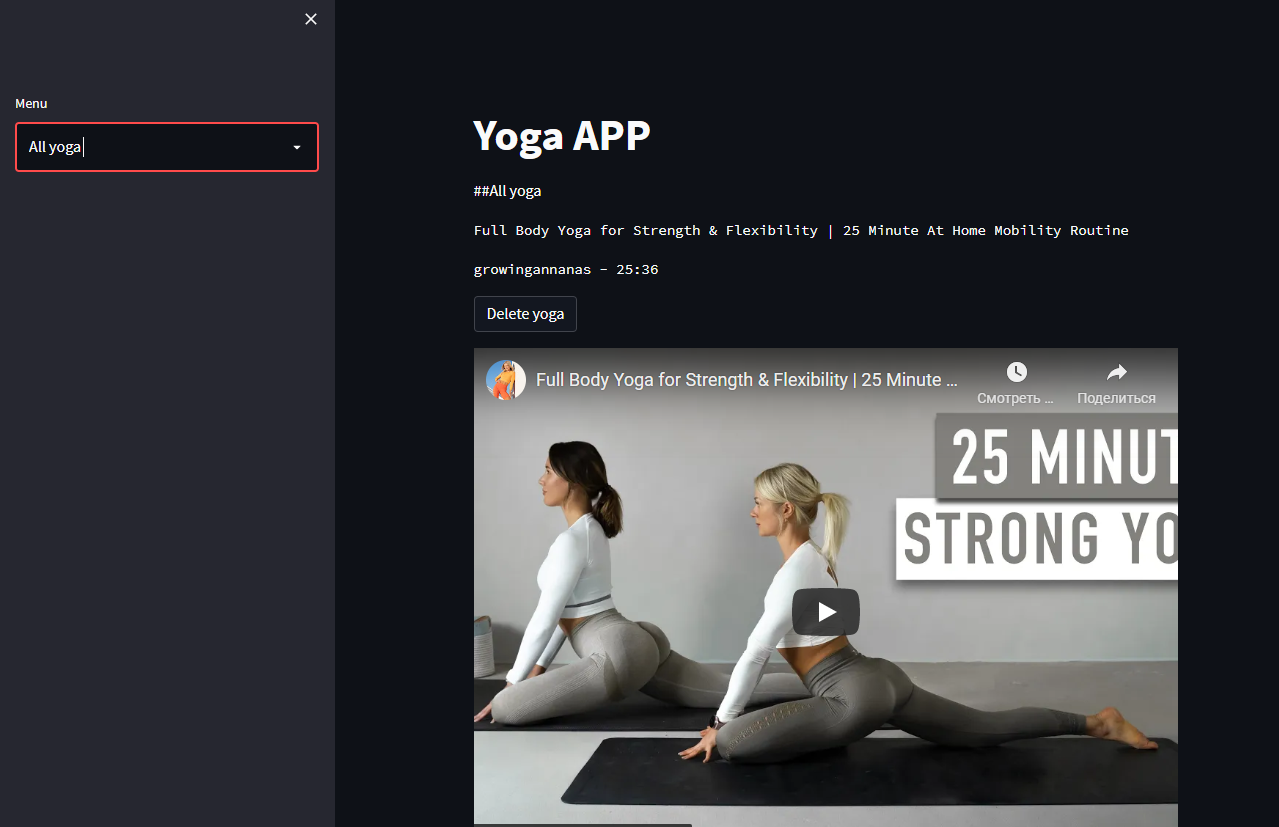 Menu
All yoga
Yoga APP
##All yoga
Full Body Yoga for Strength & Flexibility | 25 Minute At Home Mobility Routine
growingannanas - 25:36
Delete yoga
Full Body Yoga for Strength & Flexibility | 25 Minute ...
Смотреть ...
Поделиться
25 MINUT
STRONG YO